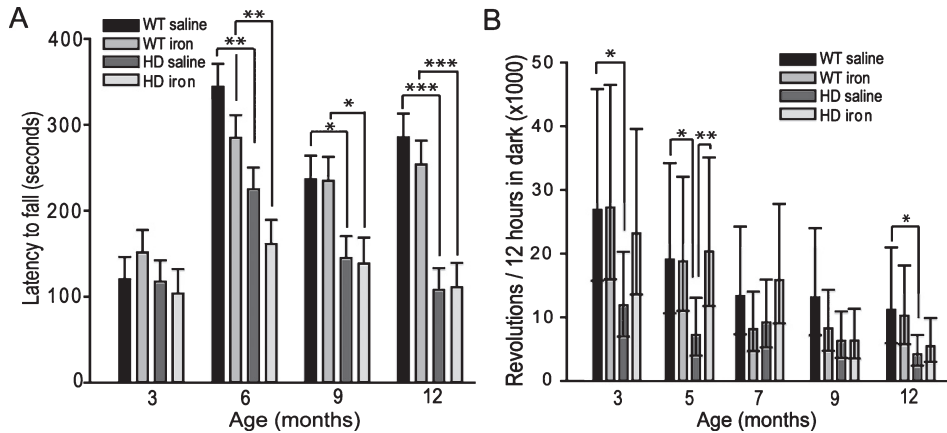 A
WT saline
WT iron
HD saline
HD iron
Latency to fall (seconds)
400
300
200
100
0
**
**
*
*
***
***
3 6 9 12
Age (months)
B
WT saline
WT iron
HD saline
HD iron
Revolutions / 12 hours in dark (x1000)
50
40
30
20
10
0
*
*
**
*
3 5 7 9 12
Age (months)